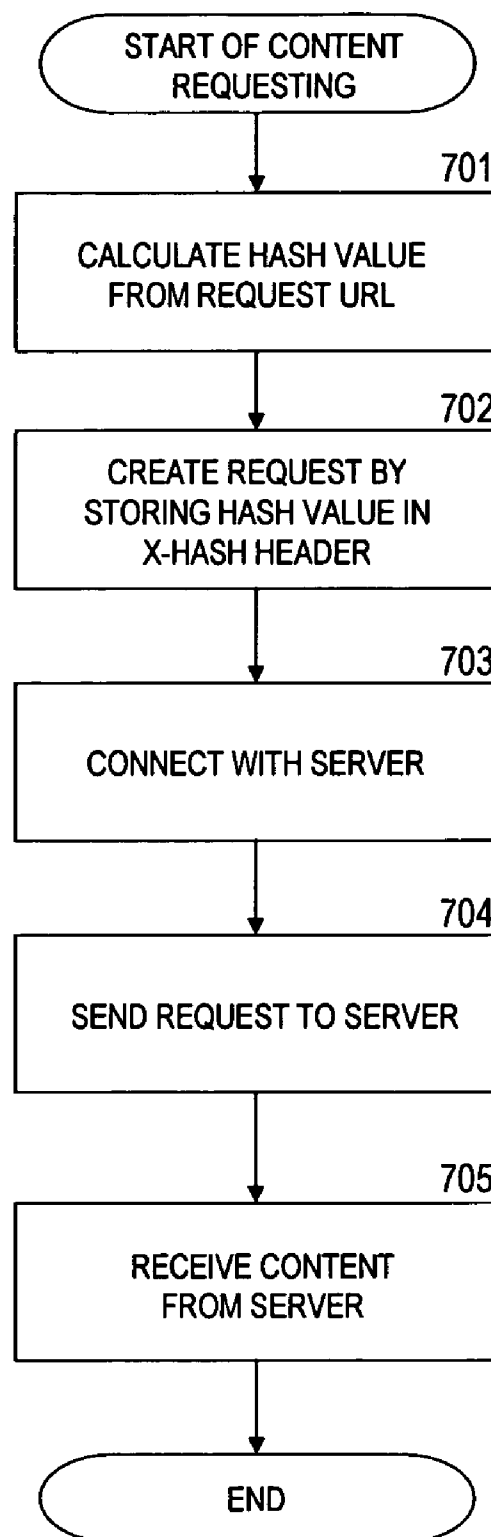 START OF CONTENT
REQUESTING
701
CALCULATE HASH VALUE
FROM REQUEST URL
702
CREATE REQUEST BY
STORING HASH VALUE IN
X-HASH HEADER
703
CONNECT WITH SERVER
704
SEND REQUEST TO SERVER
705
RECEIVE CONTENT
FROM SERVER
END